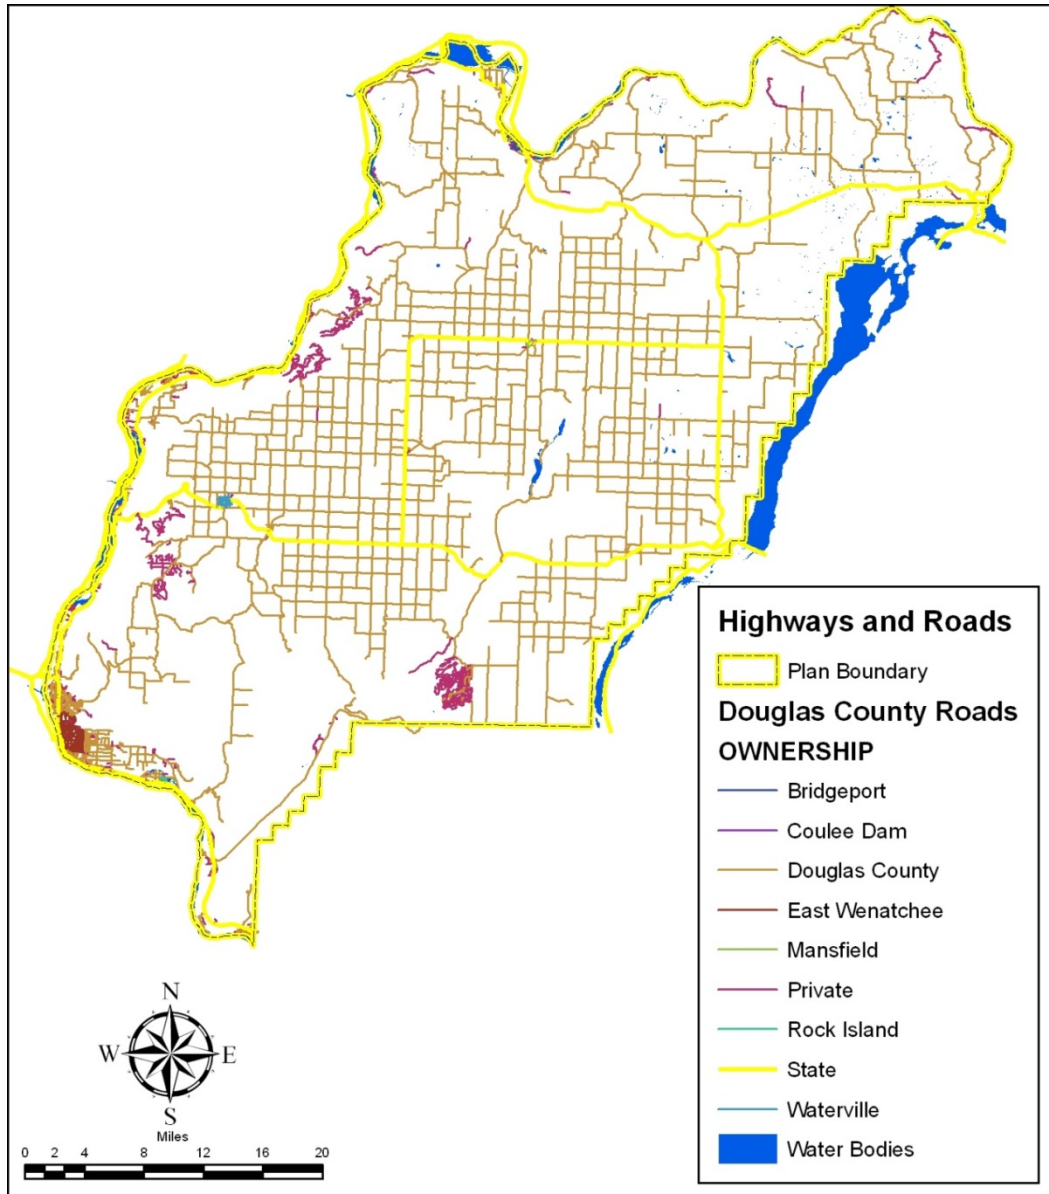 Highways and Roads
Plan Boundary
Douglas County Roads
OWNERSHIP
Bridgeport
Coulee Dam
Douglas County
East Wenatchee
Mansfield
Private
Rock Island
State
Waterville
Water Bodies
N
W E
S
Miles
0 2 4 8 12 16 20